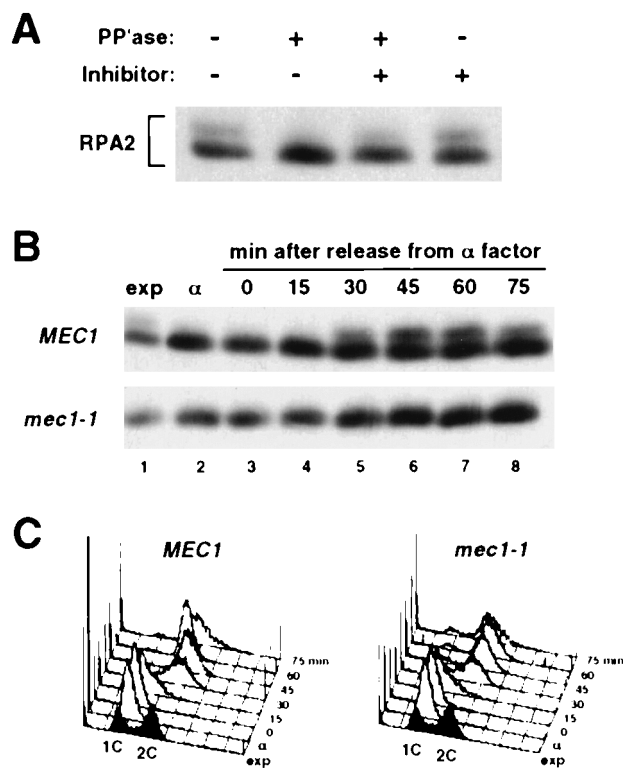 A
PP'ase: - + + -
Inhibitor: - - + +
RPA2
B
min after release from α factor
exp α 0 15 30 45 60 75
MEC1
mec1-1
1 2 3 4 5 6 7 8
C
MEC1 mec1-1
75 min
60
45
30
15
0
α
exp
1C 2C
75 min
60
45
30
15
0
α
exp
1C 2C